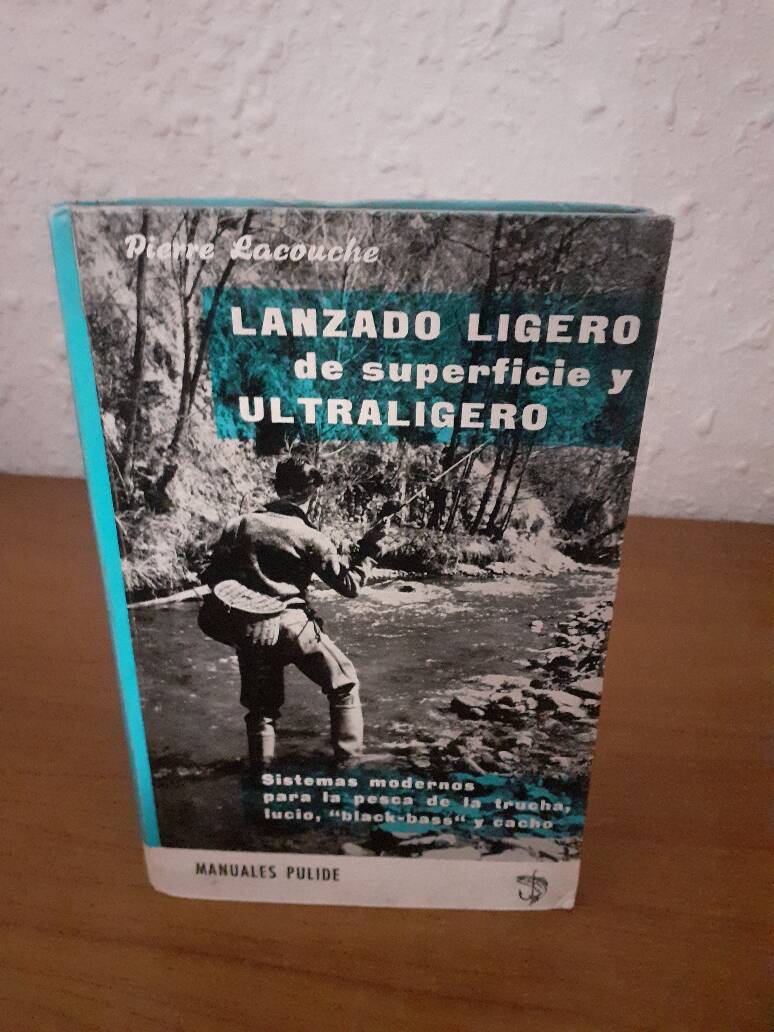 Pierre Lacouche
LANZADO LIGERO
de superficie y
ULTRALIGERO
Sistemas modernos
para la pesca de la trucha,
lucio, "black-bass" y cacho
MANUALES PULIDE